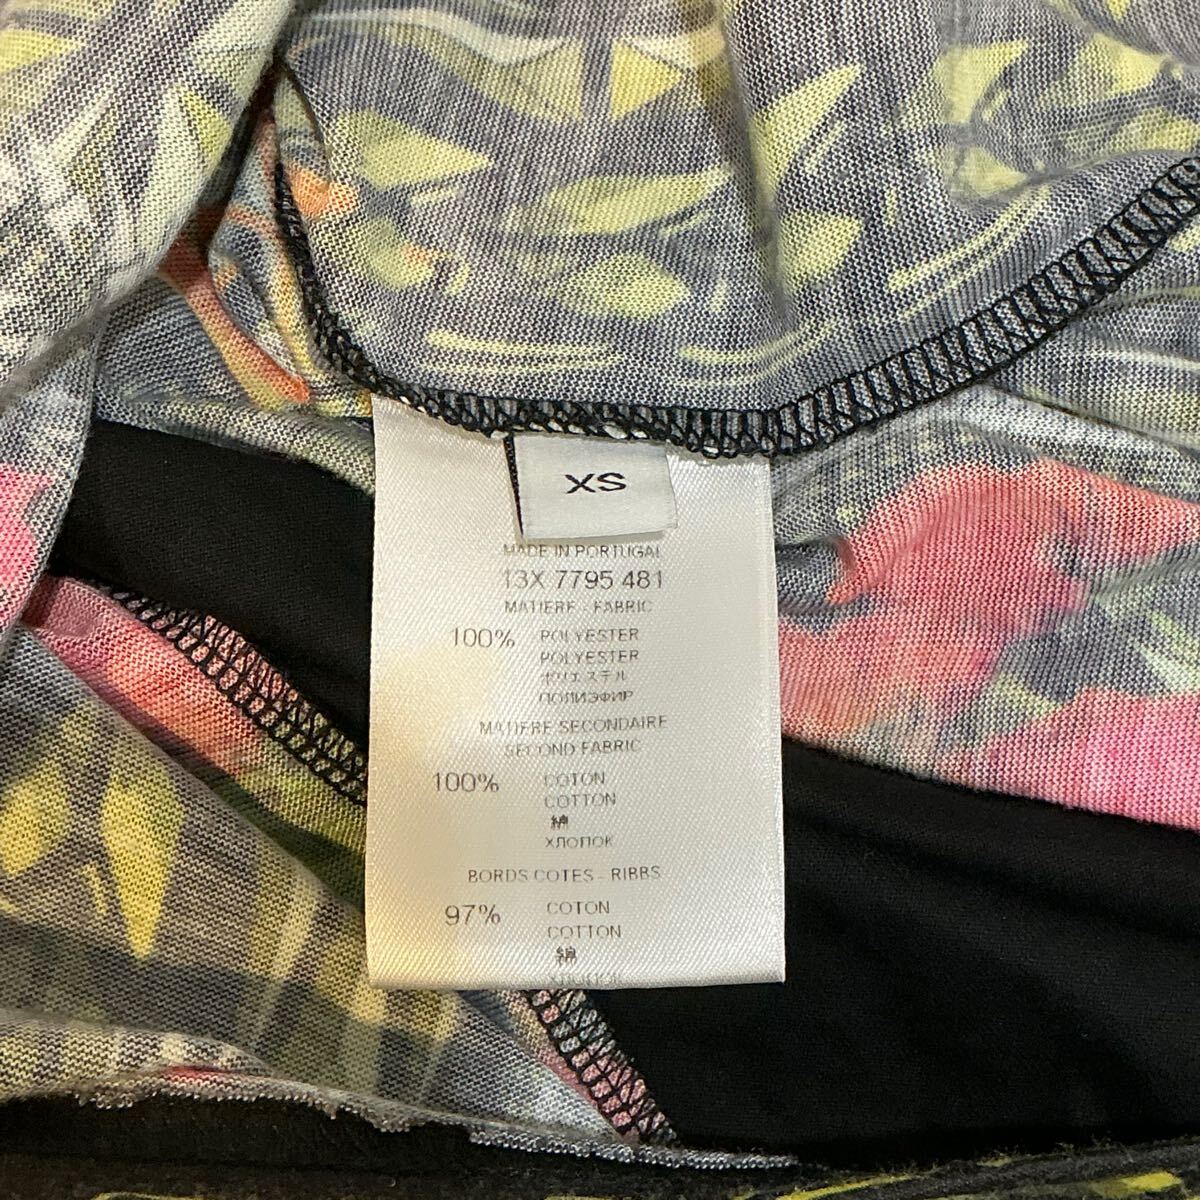 XS
MADE IN PORTUGAL
13X 7795 481
MATIERE - FABRIC
100% POLYESTER
POLYESTER
ポリエステル
ПОЛИЭФИР
MATIERE SECONDAIRE
SECOND FABRIC
100% COTON
COTTON
綿
ХЛОПОК
BORDS COTES - RIBBS
97% COTON
COTTON
綿
ХЛОПОК